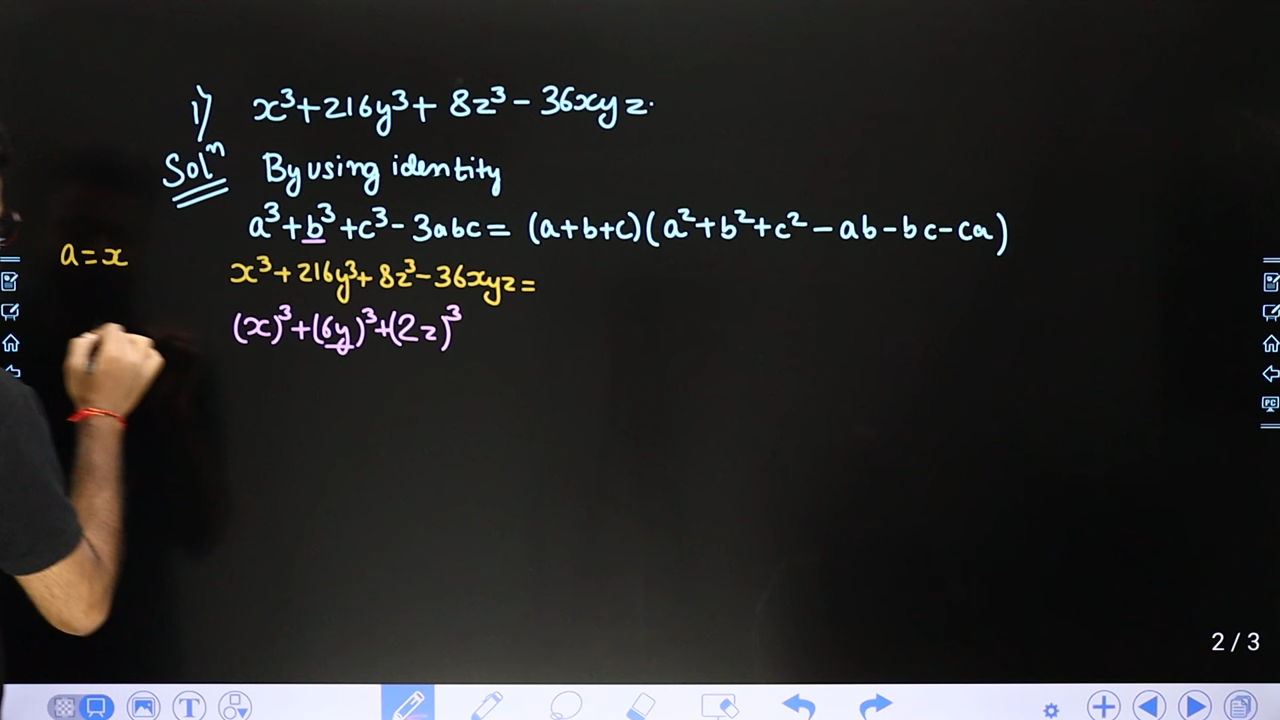 1) x³+216y³+ 8z³- 36xyz.
Solⁿ By using identity
a³+b³+c³-3abc= (a+b+c)(a²+b²+c²-ab-bc-ca)
a=x
x³+216y³+8z³-36xyz=
(x)³+(6y)³+(2z)³
2 / 3
T
PC